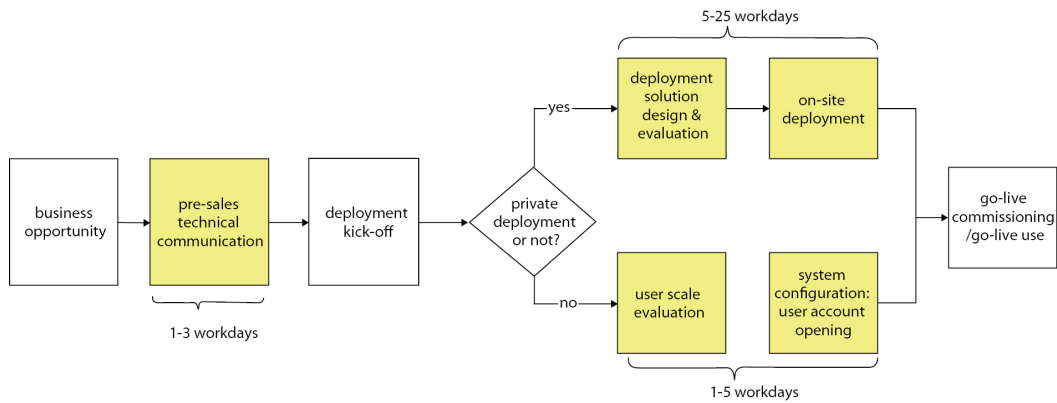 5-25 workdays
deployment
solution
design &
evaluation
on-site
deployment
yes
business
opportunity
pre-sales
technical
communication
deployment
kick-off
private
deployment
or not?
go-live
commissioning
/go-live use
no
user scale
evaluation
system
configuration:
user account
opening
1-3 workdays
1-5 workdays